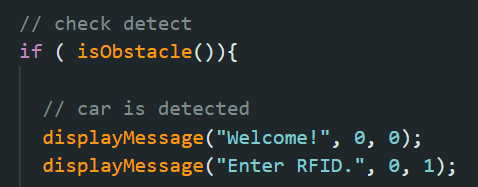 // check detect
if ( isObstacle()){
// car is detected
displayMessage("Welcome!", 0, 0);
displayMessage("Enter RFID.", 0, 1);